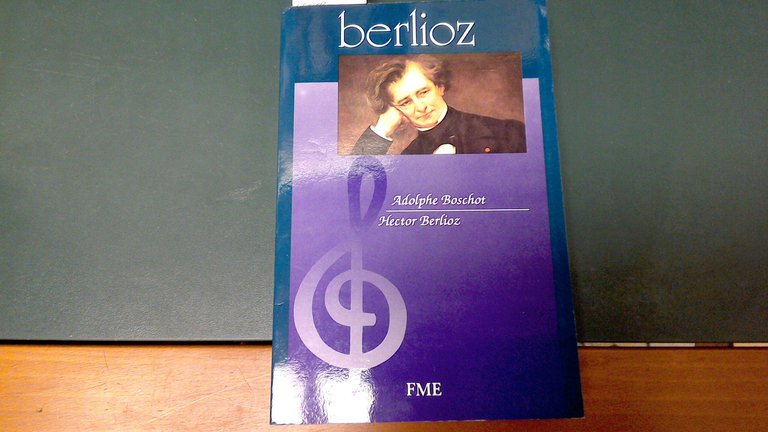 berlioz
Adolphe Boschot
Hector Berlioz
FME